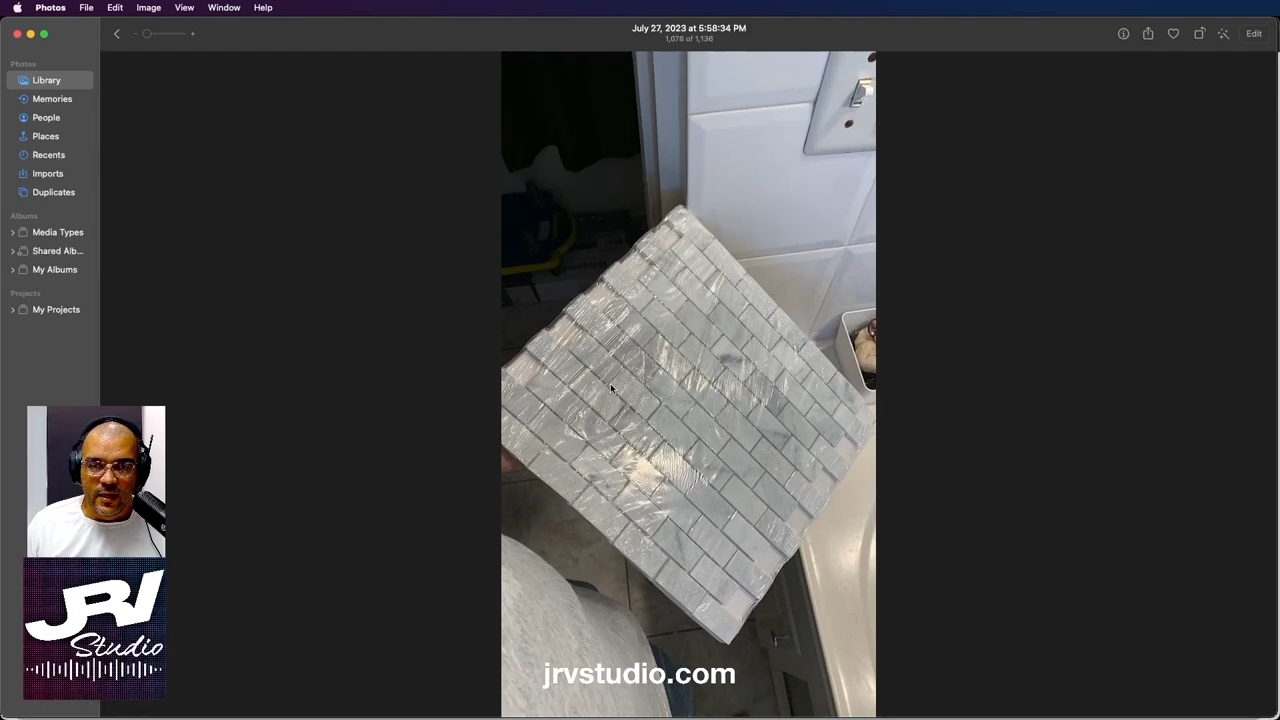 Photos File Edit Image View Window Help
July 27, 2023 at 5:58:34 PM
1,078 of 1,136
Edit
Photos
Library
Memories
People
Places
Recents
Imports
Duplicates
Albums
Media Types
Shared Alb...
My Albums
Projects
My Projects
JRV
Studio
jrvstudio.com